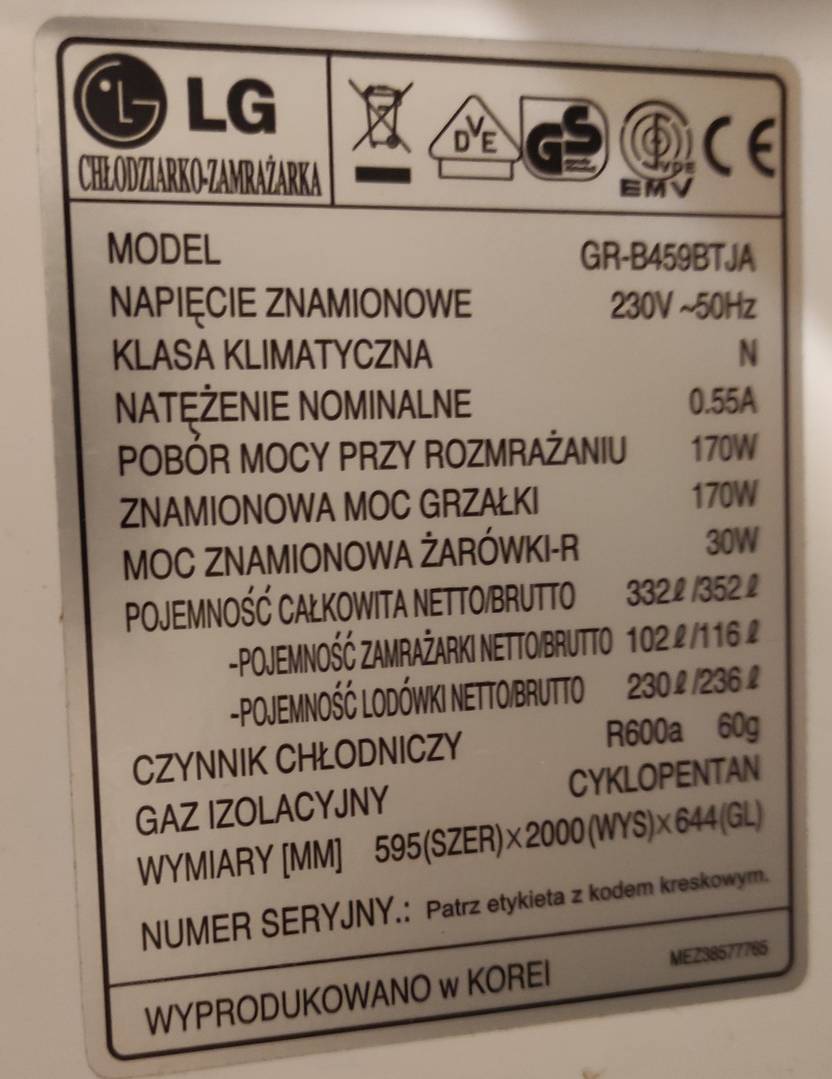 LG
CHŁODZIARKO-ZAMRAŻARKA
DVE
GS
VDE
EMV
CE
MODEL GR-B459BTJA
NAPIĘCIE ZNAMIONOWE 230V ~50Hz
KLASA KLIMATYCZNA N
NATĘŻENIE NOMINALNE 0.55A
POBÓR MOCY PRZY ROZMRAŻANIU 170W
ZNAMIONOWA MOC GRZAŁKI 170W
MOC ZNAMIONOWA ŻARÓWKI-R 30W
POJEMNOŚĆ CAŁKOWITA NETTO/BRUTTO 332ℓ/352ℓ
-POJEMNOŚĆ ZAMRAŻARKI NETTO/BRUTTO 102ℓ/116ℓ
-POJEMNOŚĆ LODÓWKI NETTO/BRUTTO 230ℓ/236ℓ
CZYNNIK CHŁODNICZY R600a 60g
GAZ IZOLACYJNY CYKLOPENTAN
WYMIARY [MM] 595(SZER)×2000(WYS)×644(GL)
NUMER SERYJNY.: Patrz etykieta z kodem kreskowym.
WYPRODUKOWANO w KOREI MEZ38577765